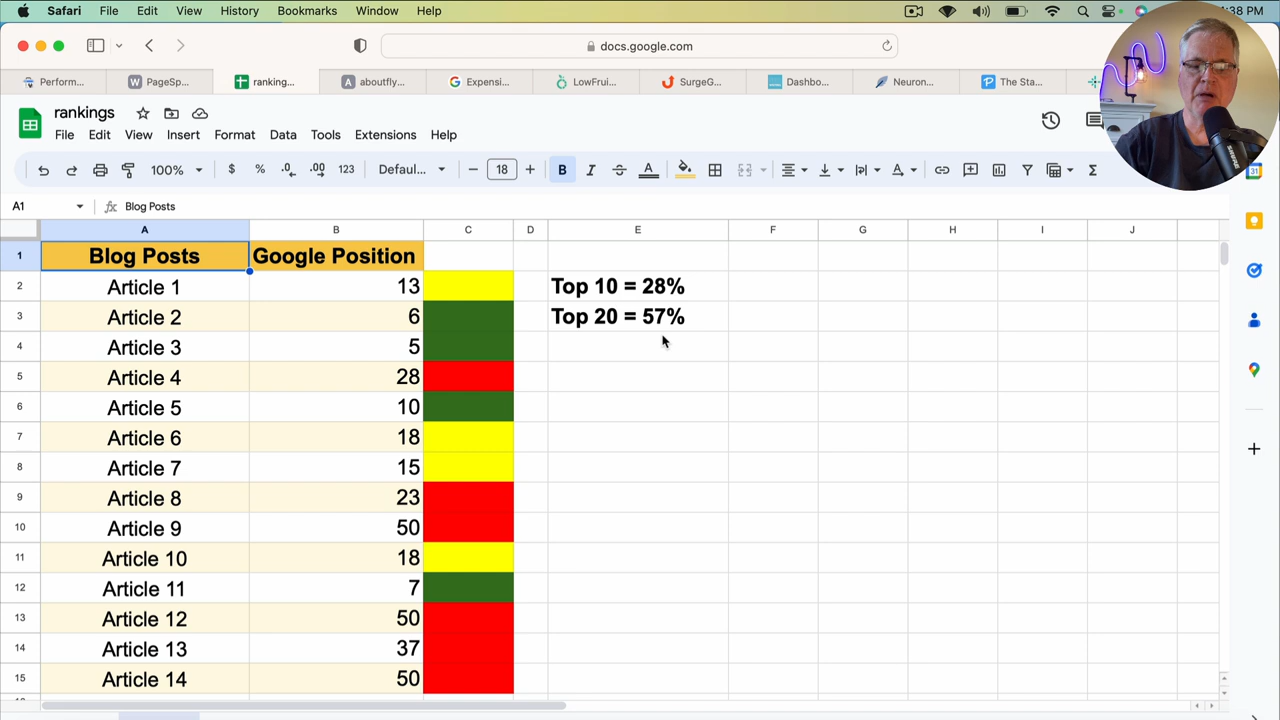 Safari File Edit View History Bookmarks Window Help :38 PM
docs.google.com
Perform... PageSp... ranking... aboutfly... Expensi... LowFrui... SurgeG... Dashbo... Neuron... The Sta...
rankings
File Edit View Insert Format Data Tools Extensions Help
100% $ % .0 .00 123 Defaul... − 18 + B I S A Σ
A1 fx Blog Posts
A B C D E F G H I J
1 Blog Posts Google Position
2 Article 1 13 Top 10 = 28%
3 Article 2 6 Top 20 = 57%
4 Article 3 5
5 Article 4 28
6 Article 5 10
7 Article 6 18
8 Article 7 15
9 Article 8 23
10 Article 9 50
11 Article 10 18
12 Article 11 7
13 Article 12 50
14 Article 13 37
15 Article 14 50